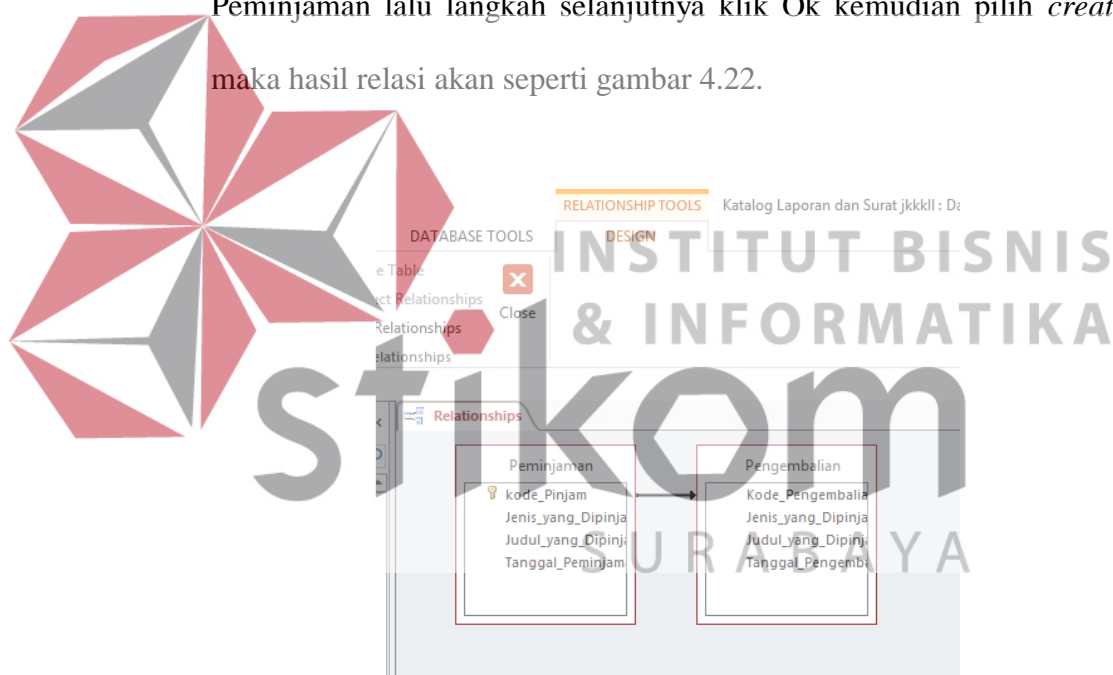 Peminjaman lalu langkah selanjutnya klik Ok kemudian pilih creat
maka hasil relasi akan seperti gambar 4.22.
RELATIONSHIP TOOLS Katalog Laporan dan Surat jkkkll : Da
DATABASE TOOLS DESIGN
INSTITUT BISNIS
& INFORMATIKA
e Table
ect Relationships
Relationships
elationships
Close
stikom
SURABAYA
Relationships
Peminjaman
kode_Pinjam
Jenis_yang_Dipinja
Judul_yang_Dipinja
Tanggal_Peminjam
Pengembalian
Kode_Pengembalia
Jenis_yang_Dipinja
Judul_yang_Dipinja
Tanggal_Pengemba